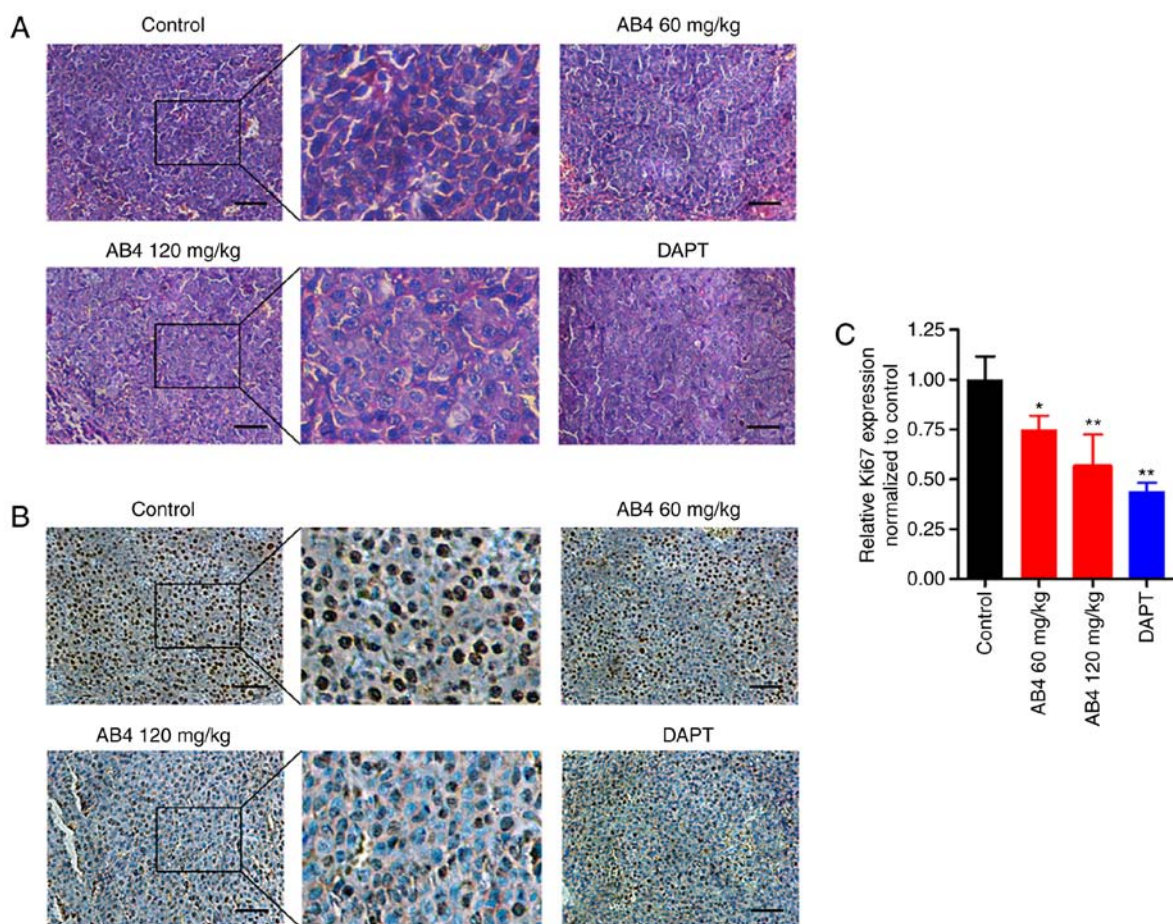 A
Control
AB4 60 mg/kg
AB4 120 mg/kg
DAPT
B
Control
AB4 60 mg/kg
AB4 120 mg/kg
DAPT
C
Relative Ki67 expression
normalized to control
1.25
1.00
0.75
0.50
0.25
0.00
*
**
**
Control
AB4 60 mg/kg
AB4 120 mg/kg
DAPT